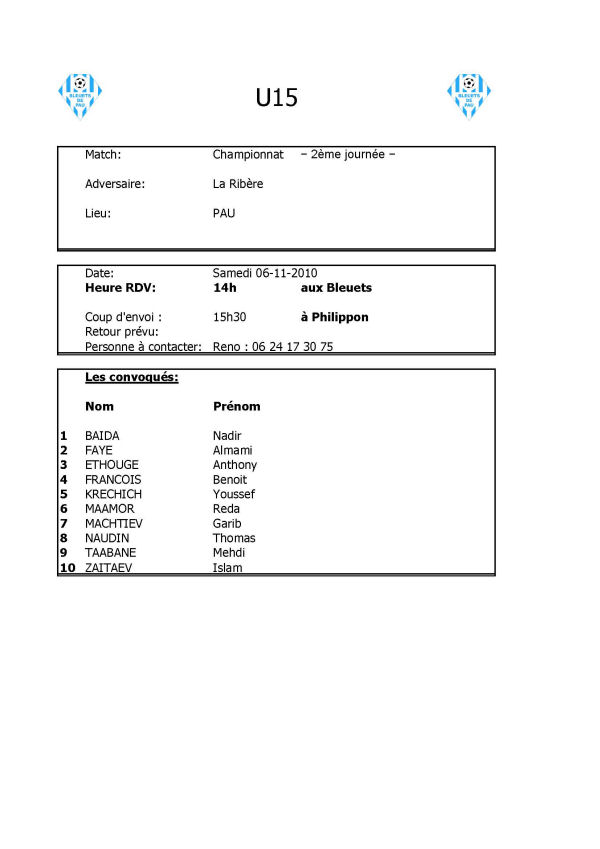 BLEUETS
DE
PAU
U15
BLEUETS
DE
PAU
Match: Championnat – 2ème journée –
Adversaire: La Ribère
Lieu: PAU
Date: Samedi 06-11-2010
Heure RDV: 14h aux Bleuets
Coup d'envoi : 15h30 à Philippon
Retour prévu:
Personne à contacter: Reno : 06 24 17 30 75
Les convoqués:
Nom Prénom
1 BAIDA Nadir
2 FAYE Almami
3 ETHOUGE Anthony
4 FRANCOIS Benoit
5 KRECHICH Youssef
6 MAAMOR Reda
7 MACHTIEV Garib
8 NAUDIN Thomas
9 TAABANE Mehdi
10 ZAITAEV Islam